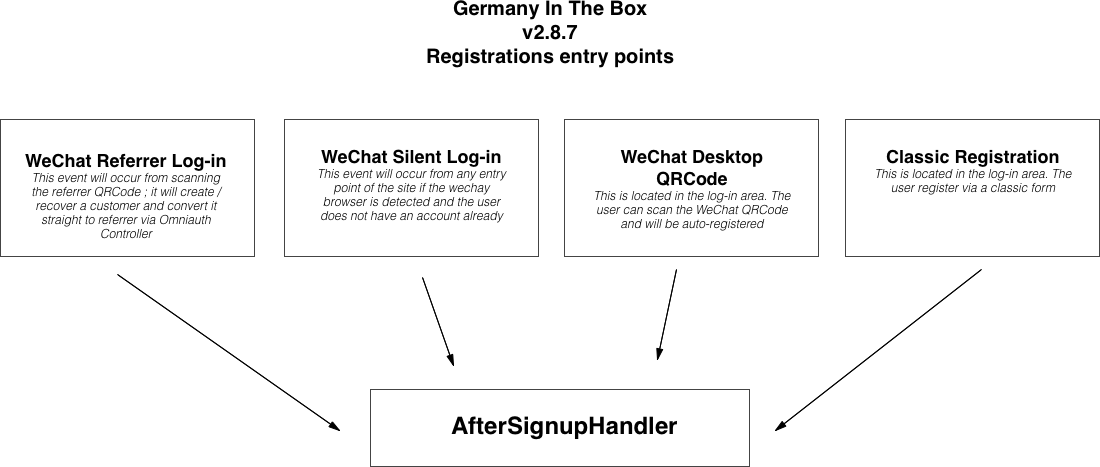 Germany In The Box
v2.8.7
Registrations entry points
WeChat Referrer Log-in
This event will occur from scanning
the referrer QRCode ; it will create /
recover a customer and convert it
straight to referrer via Omniauth
Controller
WeChat Silent Log-in
This event will occur from any entry
point of the site if the wechay
browser is detected and the user
does not have an account already
WeChat Desktop
QRCode
This is located in the log-in area. The
user can scan the WeChat QRCode
and will be auto-registered
Classic Registration
This is located in the log-in area. The
user register via a classic form
AfterSignupHandler